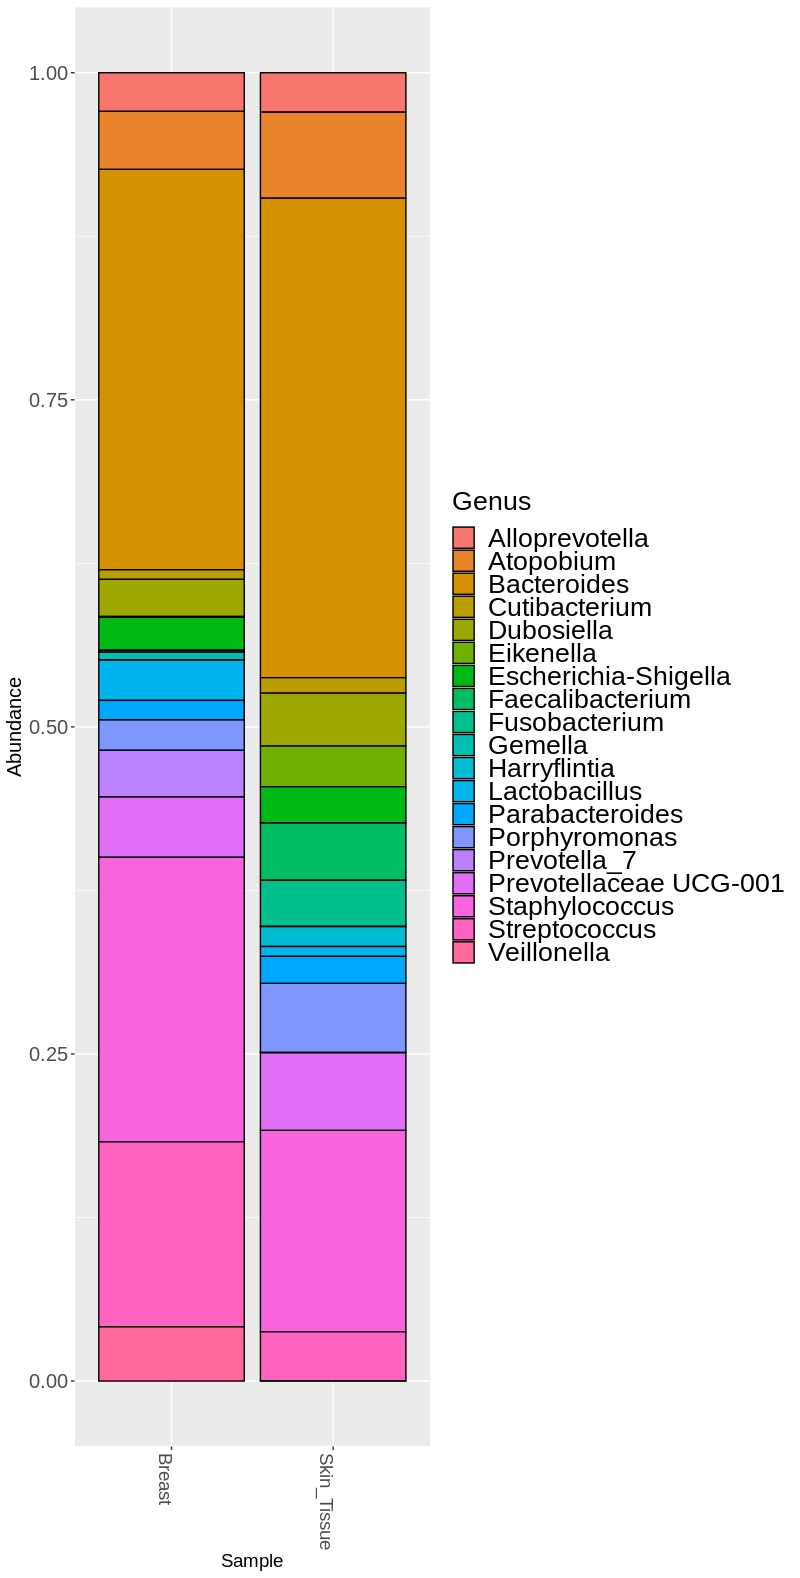 1.00
0.75
0.50
0.25
0.00
Abundance
Breast
Skin_Tissue
Sample
Genus
Alloprevotella
Atopobium
Bacteroides
Cutibacterium
Dubosiella
Eikenella
Escherichia-Shigella
Faecalibacterium
Fusobacterium
Gemella
Harryflintia
Lactobacillus
Parabacteroides
Porphyromonas
Prevotella_7
Prevotellaceae UCG-001
Staphylococcus
Streptococcus
Veillonella